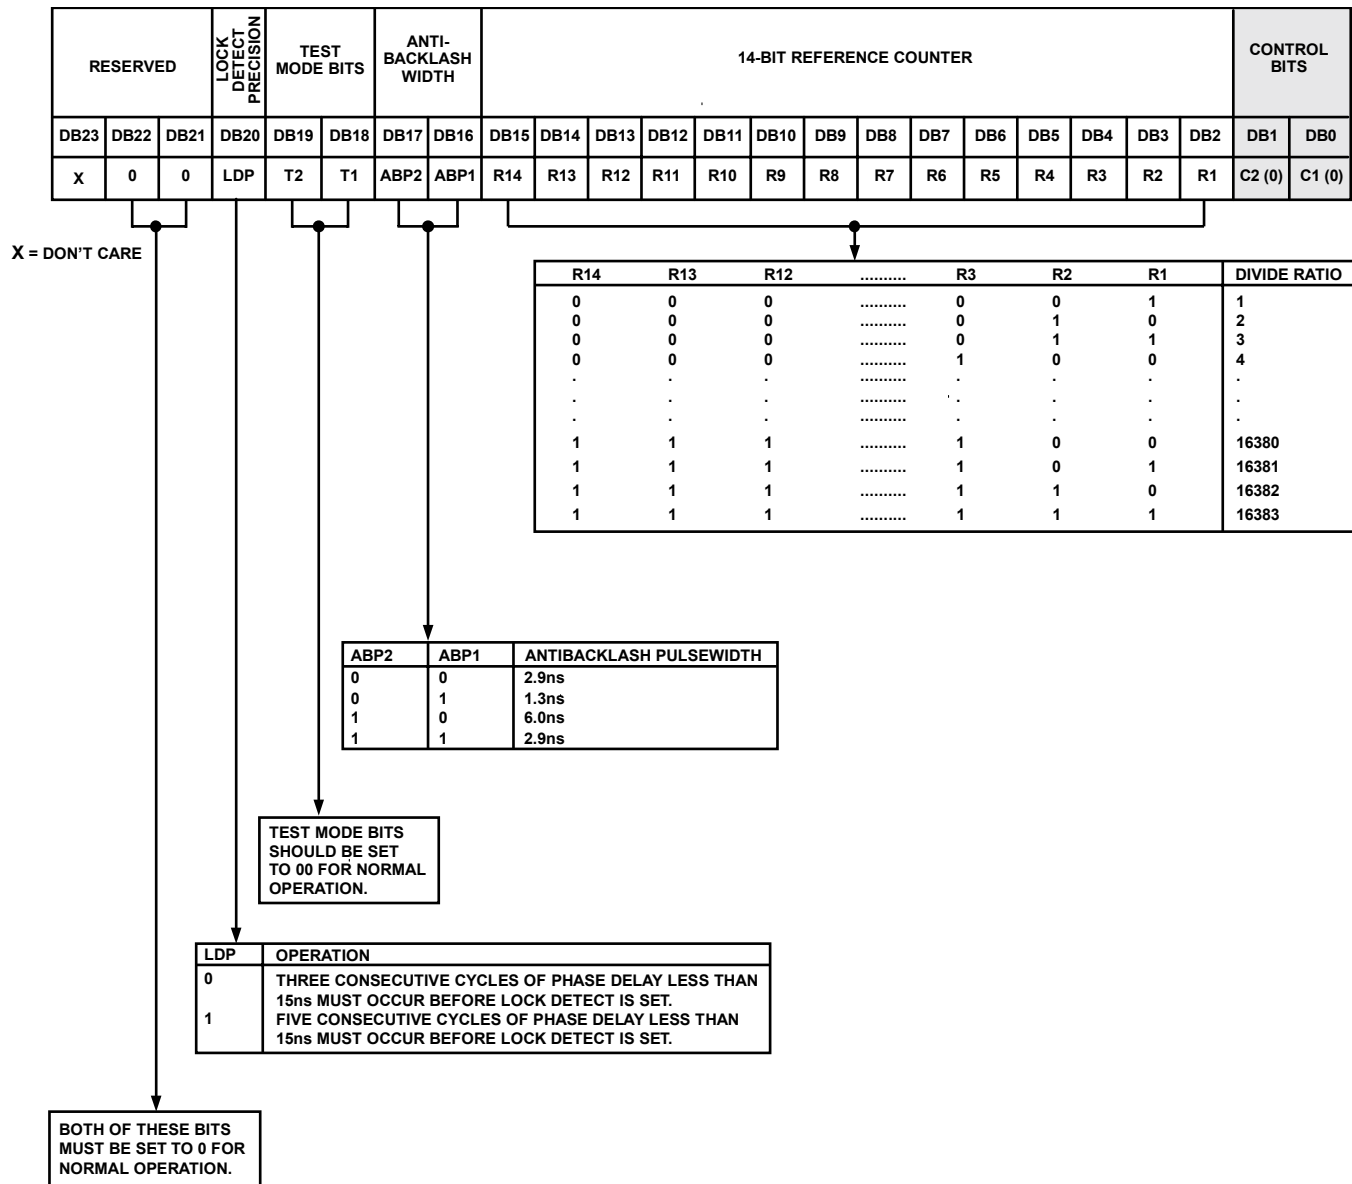 RESERVED
LOCK
DETECT
PRECISION
TEST
MODE BITS
ANTI-
BACKLASH
WIDTH
14-BIT REFERENCE COUNTER
CONTROL
BITS
DB23 DB22 DB21 DB20 DB19 DB18 DB17 DB16 DB15 DB14 DB13 DB12 DB11 DB10 DB9 DB8 DB7 DB6 DB5 DB4 DB3 DB2 DB1 DB0
X 0 0 LDP T2 T1 ABP2 ABP1 R14 R13 R12 R11 R10 R9 R8 R7 R6 R5 R4 R3 R2 R1 C2 (0) C1 (0)
X = DON'T CARE
R14 R13 R12 .......... R3 R2 R1 DIVIDE RATIO
0 0 0 .......... 0 0 1 1
0 0 0 .......... 0 1 0 2
0 0 0 .......... 0 1 1 3
0 0 0 .......... 1 0 0 4
. . . .......... . . . .
. . . .......... . . . .
. . . .......... . . . .
1 1 1 .......... 1 0 0 16380
1 1 1 .......... 1 0 1 16381
1 1 1 .......... 1 1 0 16382
1 1 1 .......... 1 1 1 16383
ABP2 ABP1 ANTIBACKLASH PULSEWIDTH
0 0 2.9ns
0 1 1.3ns
1 0 6.0ns
1 1 2.9ns
TEST MODE BITS
SHOULD BE SET
TO 00 FOR NORMAL
OPERATION.
LDP OPERATION
0 THREE CONSECUTIVE CYCLES OF PHASE DELAY LESS THAN
15ns MUST OCCUR BEFORE LOCK DETECT IS SET.
1 FIVE CONSECUTIVE CYCLES OF PHASE DELAY LESS THAN
15ns MUST OCCUR BEFORE LOCK DETECT IS SET.
BOTH OF THESE BITS
MUST BE SET TO 0 FOR
NORMAL OPERATION.